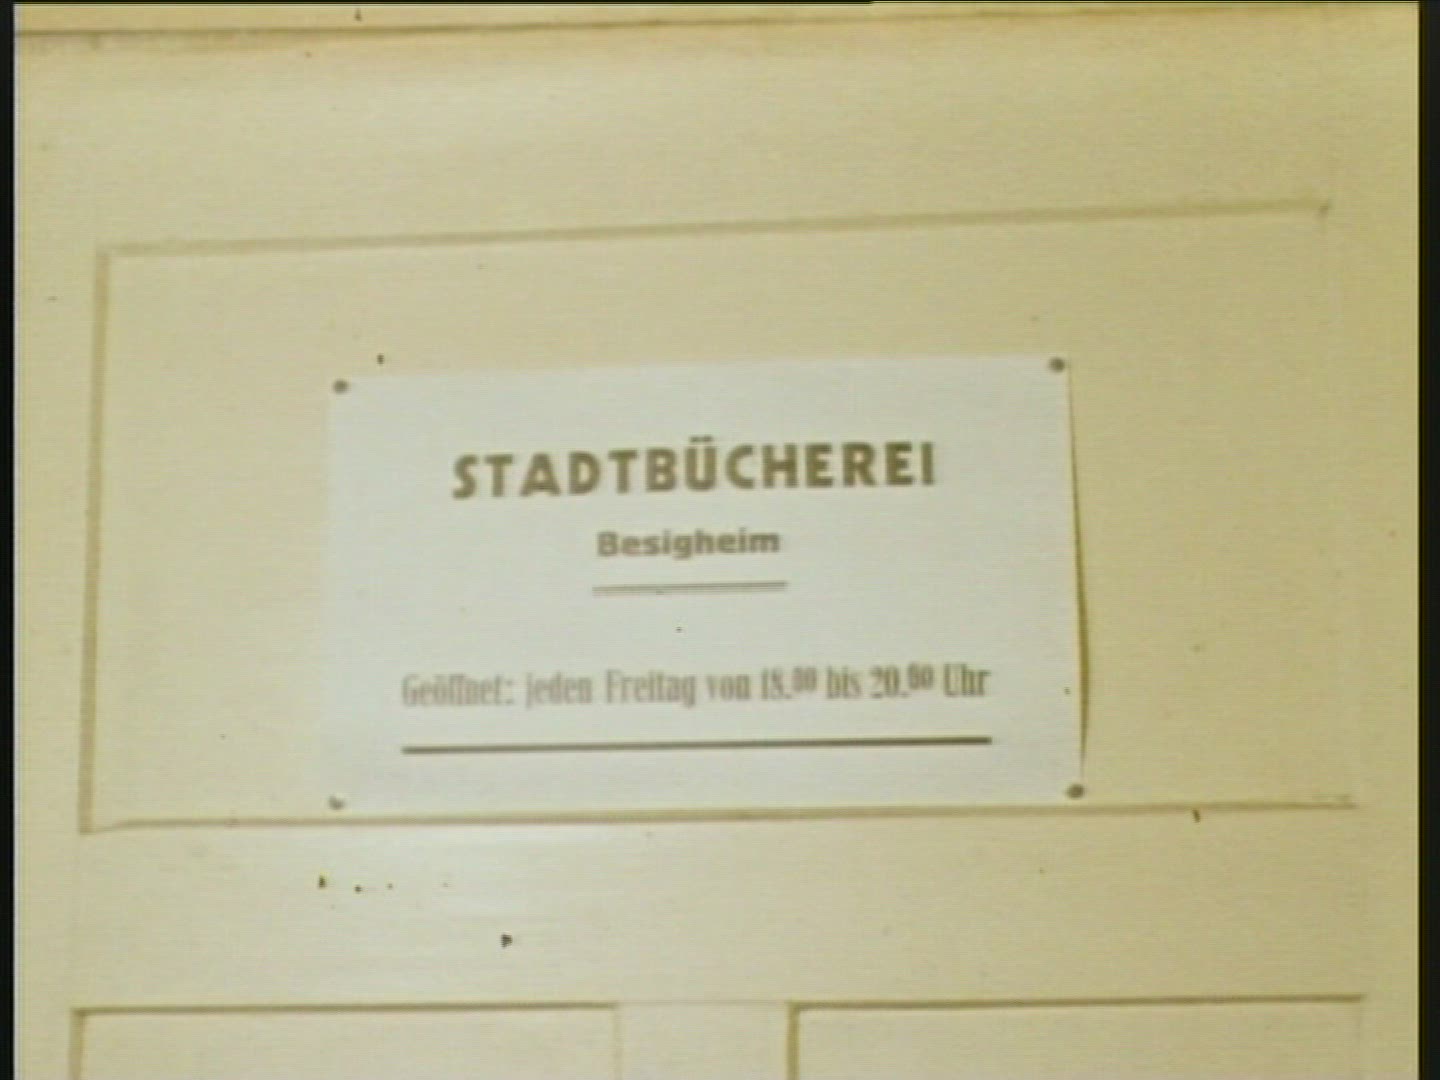 STADTBÜCHEREI
Besigheim
Geöffnet: jeden Freitag von 18.00 bis 20.00 Uhr